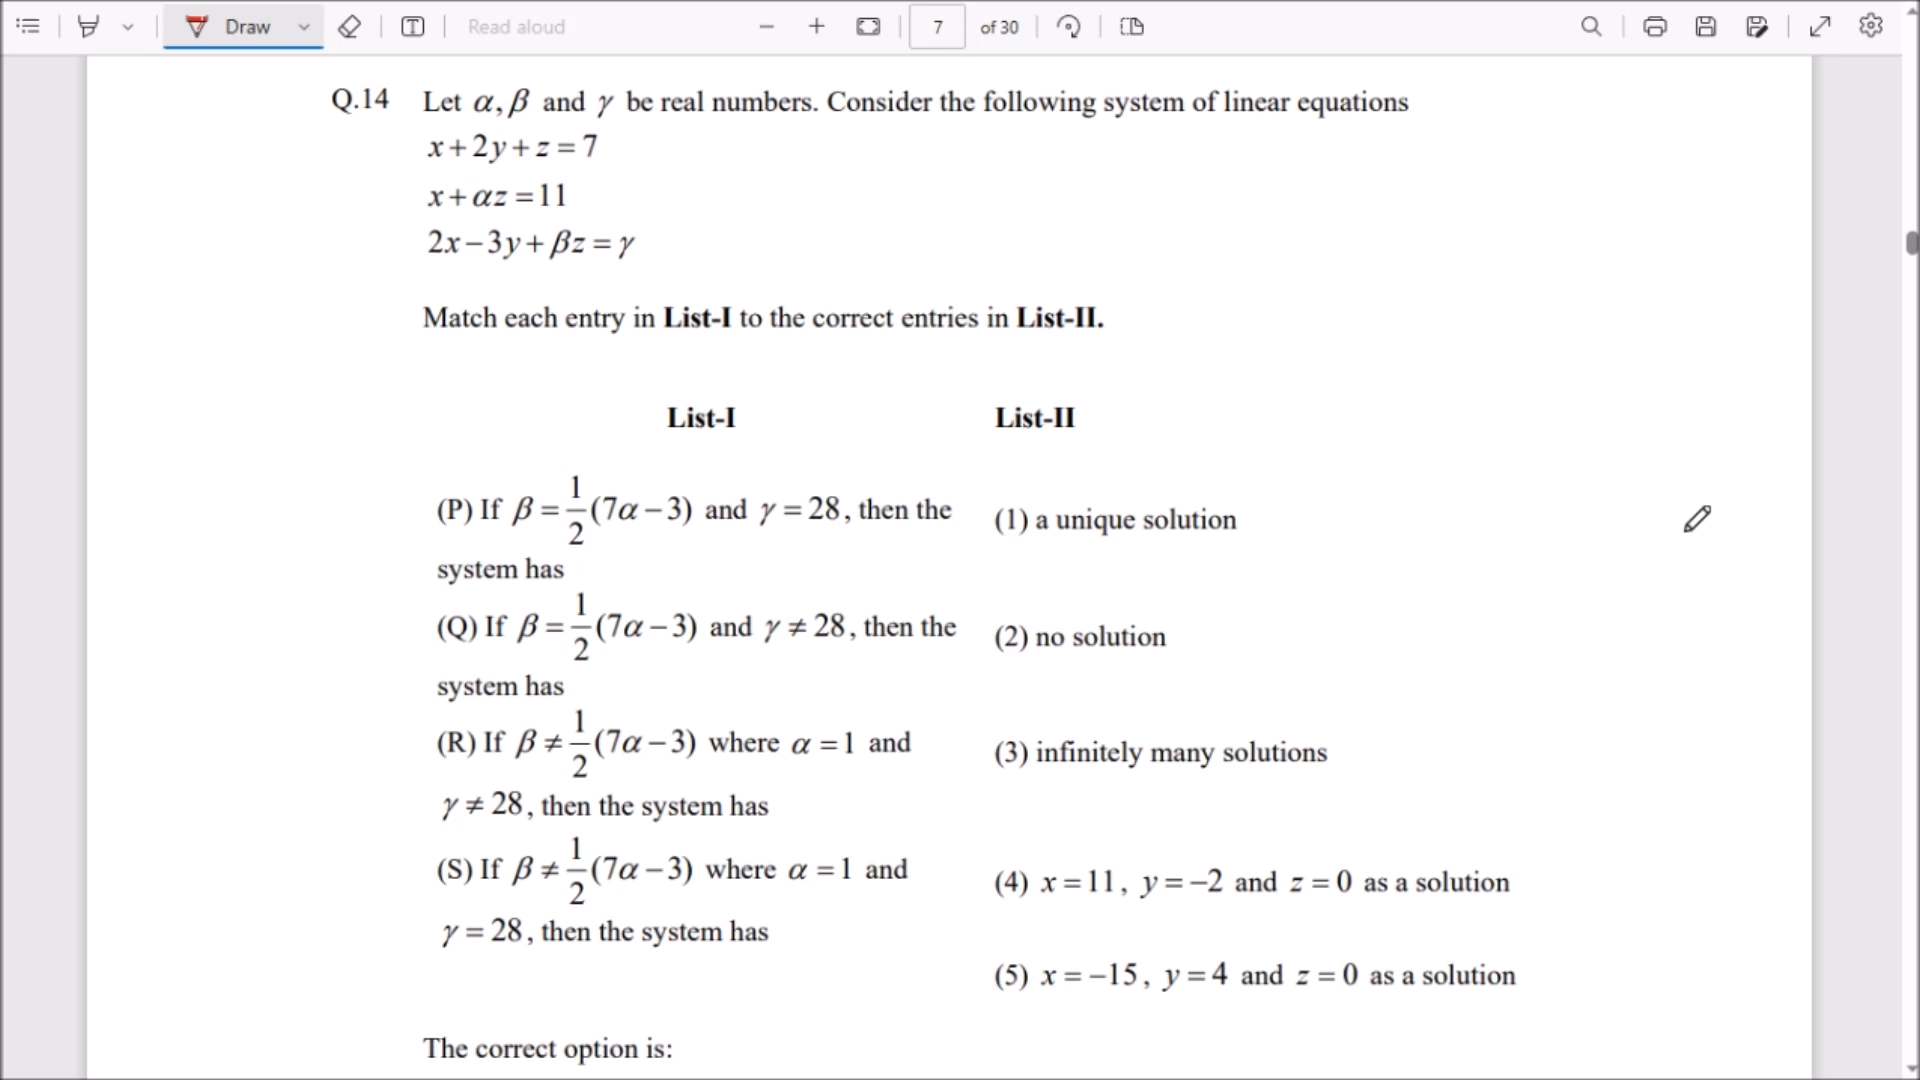 Draw
Read aloud
7 of 30
Q.14 Let α, β and γ be real numbers. Consider the following system of linear equations
x + 2y + z = 7
x + αz = 11
2x − 3y + βz = γ
Match each entry in List-I to the correct entries in List-II.
List-I List-II
(P) If β = 1/2 (7α − 3) and γ = 28, then the system has
(1) a unique solution
(Q) If β = 1/2 (7α − 3) and γ ≠ 28, then the system has
(2) no solution
(R) If β ≠ 1/2 (7α − 3) where α = 1 and γ ≠ 28, then the system has
(3) infinitely many solutions
(S) If β ≠ 1/2 (7α − 3) where α = 1 and γ = 28, then the system has
(4) x = 11, y = −2 and z = 0 as a solution
(5) x = −15, y = 4 and z = 0 as a solution
The correct option is: